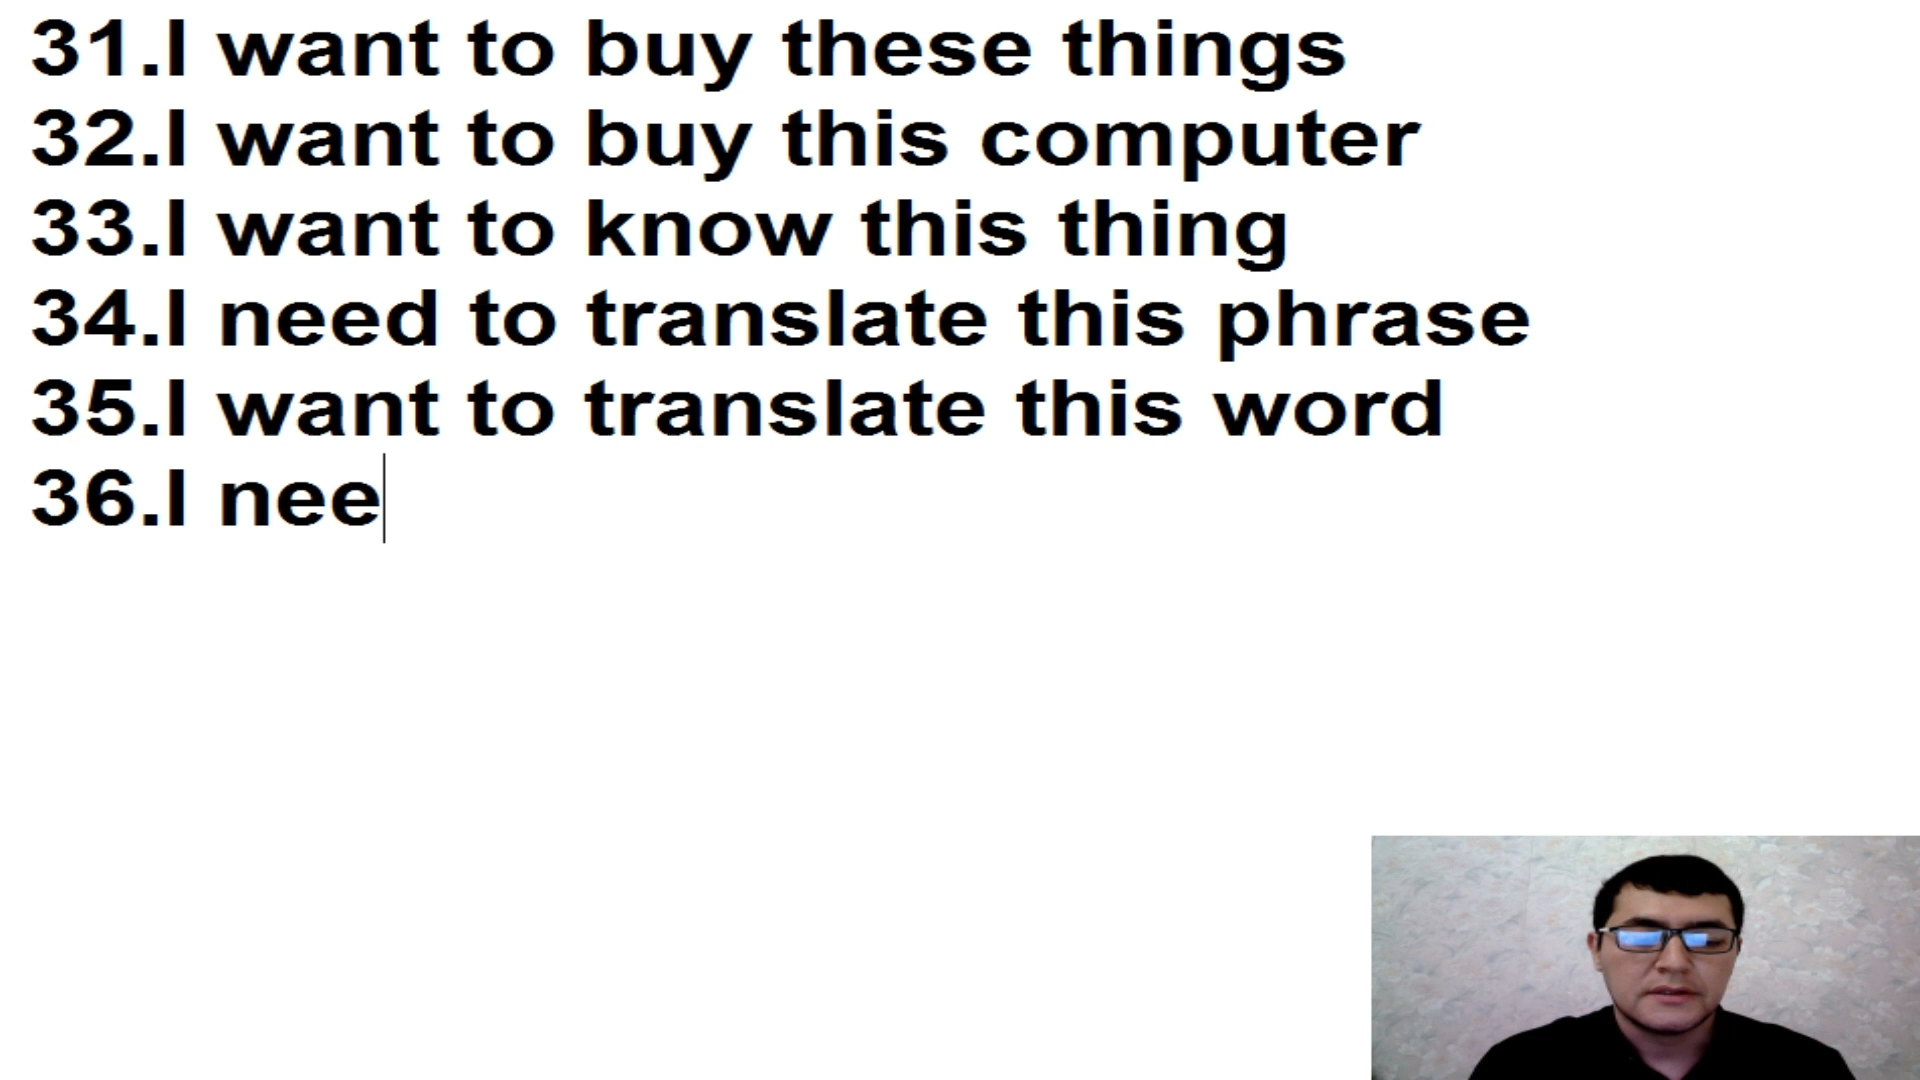 31.I want to buy these things
32.I want to buy this computer
33.I want to know this thing
34.I need to translate this phrase
35.I want to translate this word
36.I nee